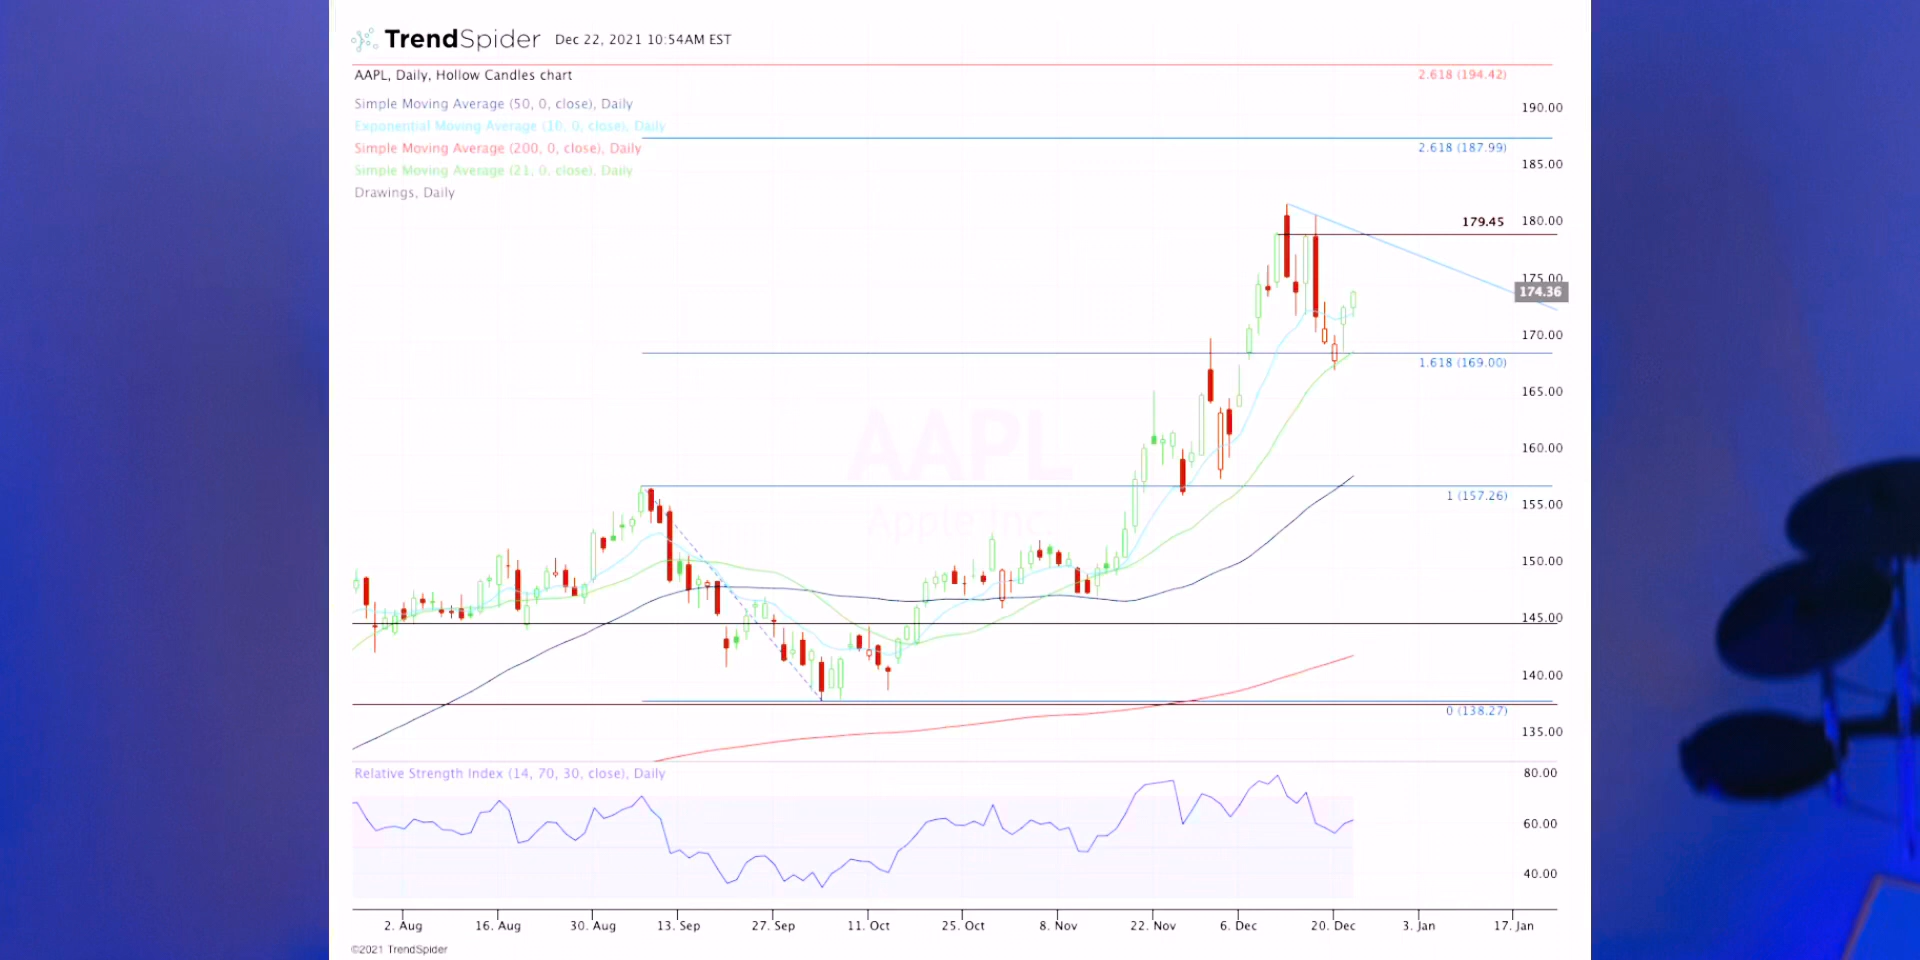 TrendSpider Dec 22, 2021 10:54AM EST
AAPL, Daily, Hollow Candles chart
2.618 (194.42)
Simple Moving Average (50, 0, close), Daily
190.00
Exponential Moving Average (10, 0, close), Daily
Simple Moving Average (200, 0, close), Daily
2.618 (187.99)
185.00
Simple Moving Average (21, 0, close), Daily
Drawings, Daily
179.45
180.00
175.00
174.36
170.00
1.618 (169.00)
165.00
AAPL
160.00
1 (157.26)
155.00
Apple Inc.
150.00
145.00
140.00
0 (138.27)
135.00
Relative Strength Index (14, 70, 30, close), Daily
80.00
60.00
40.00
2. Aug 16. Aug 30. Aug 13. Sep 27. Sep 11. Oct 25. Oct 8. Nov 22. Nov 6. Dec 20. Dec 3. Jan 17. Jan
©2021 TrendSpider